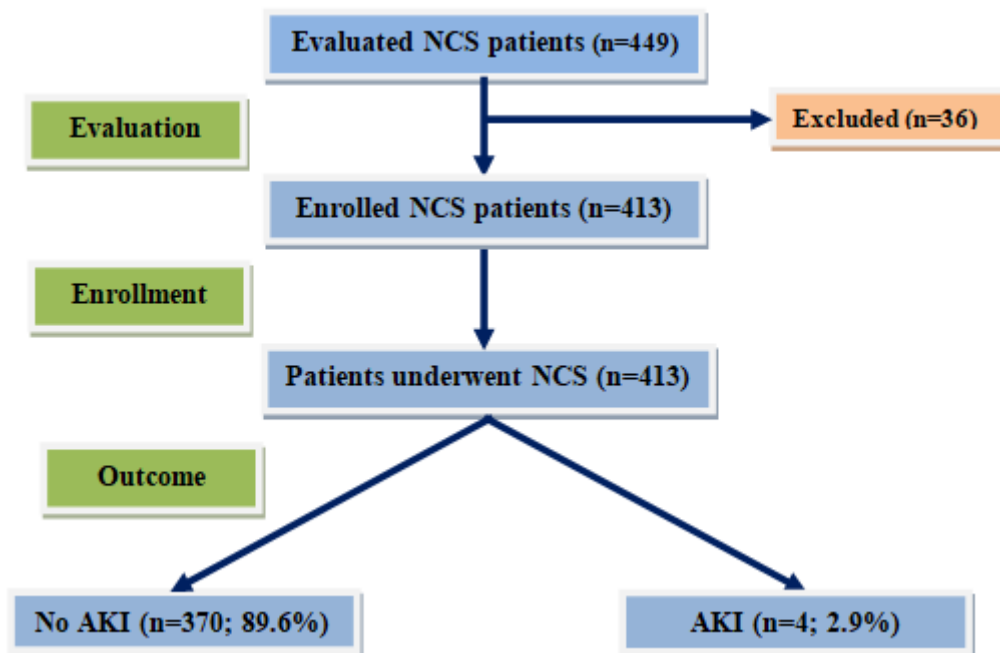 Evaluated NCS patients (n=449)
Evaluation
Excluded (n=36)
Enrolled NCS patients (n=413)
Enrollment
Patients underwent NCS (n=413)
Outcome
No AKI (n=370; 89.6%)
AKI (n=4; 2.9%)